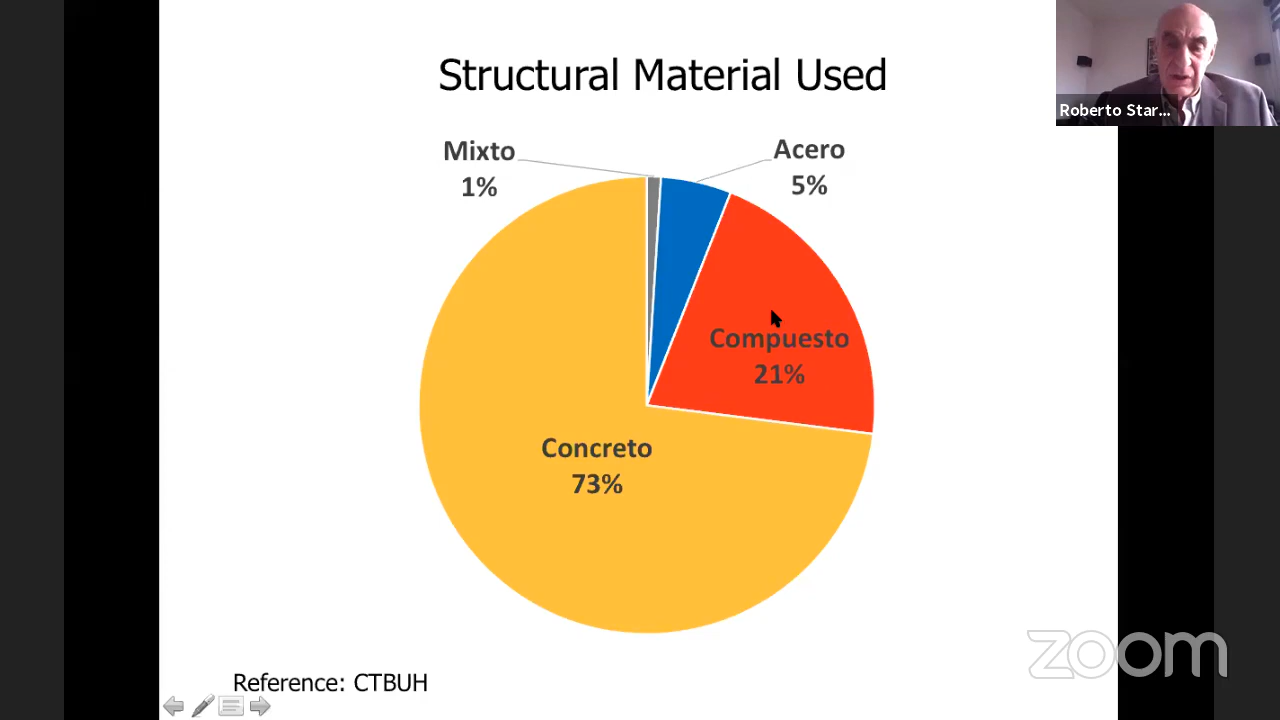 Structural Material Used
Roberto Star...
Mixto
1%
Acero
5%
Compuesto
21%
Concreto
73%
Reference: CTBUH
zoom